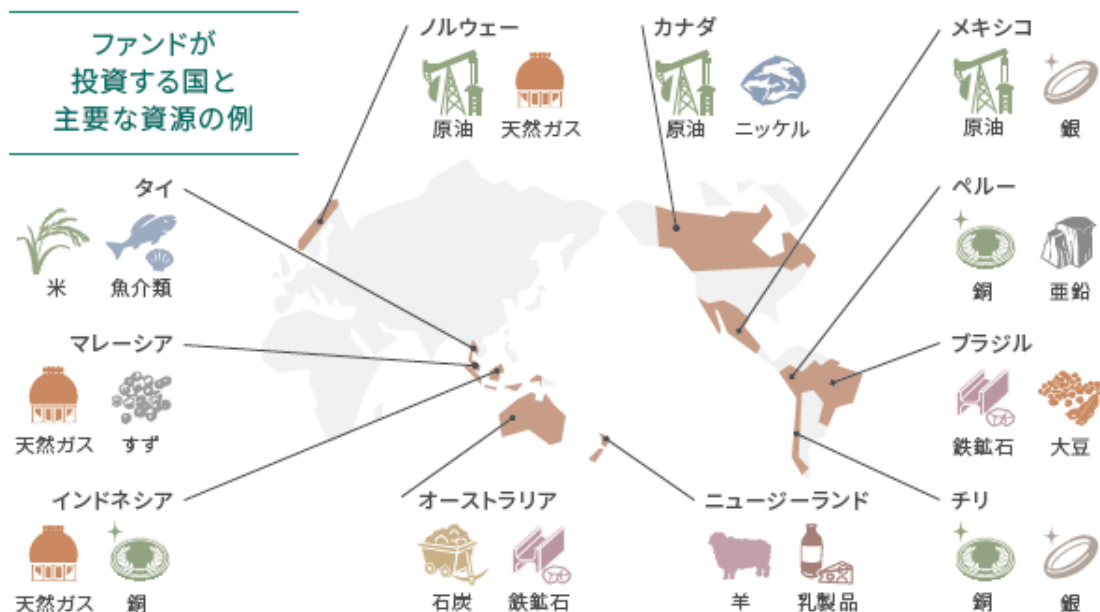 ファンドが
投資する国と
主要な資源の例
ノルウェー
原油 天然ガス
カナダ
原油 ニッケル
メキシコ
原油 銀
タイ
米 魚介類
ペルー
銅 亜鉛
マレーシア
天然ガス すず
ブラジル
鉄鉱石 大豆
インドネシア
天然ガス 銅
オーストラリア
石炭 鉄鉱石
ニュージーランド
羊 乳製品
チリ
銅 銀